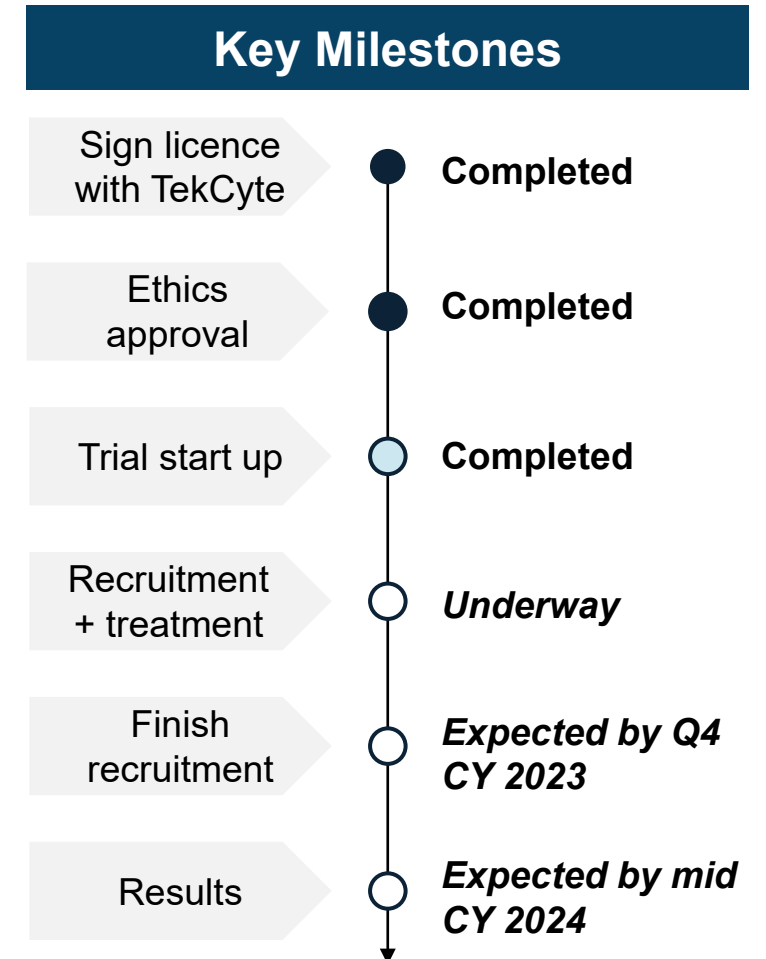 Key Milestones
Sign licence
with TekCyte
Completed
Ethics
approval
Completed
Trial start up
Completed
Recruitment
+ treatment
Underway
Finish
recruitment
Expected by Q4
CY 2023
Results
Expected by mid
CY 2024